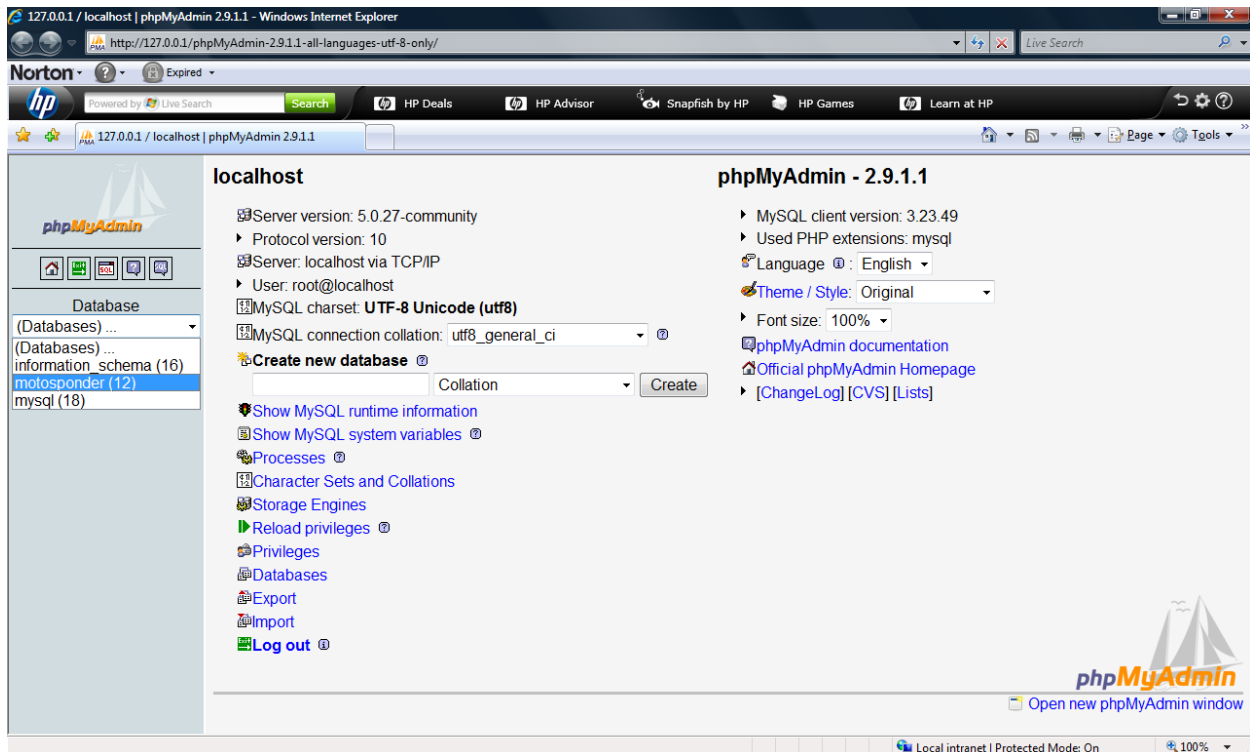 127.0.0.1 / localhost | phpMyAdmin 2.9.1.1 - Windows Internet Explorer
http://127.0.0.1/phpMyAdmin-2.9.1.1-all-languages-utf-8-only/
Live Search
Norton
Expired
hp
Powered by Live Search
Search
HP Deals
HP Advisor
Snapfish by HP
HP Games
Learn at HP
127.0.0.1 / localhost | phpMyAdmin 2.9.1.1
Page
Tools
phpMyAdmin
Database
(Databases) ...
(Databases) ...
information_schema (16)
motosponder (12)
mysql (18)
localhost
Server version: 5.0.27-community
Protocol version: 10
Server: localhost via TCP/IP
User: root@localhost
MySQL charset: UTF-8 Unicode (utf8)
MySQL connection collation: utf8_general_ci
Create new database
Collation
Create
Show MySQL runtime information
Show MySQL system variables
Processes
Character Sets and Collations
Storage Engines
Reload privileges
Privileges
Databases
Export
Import
Log out
phpMyAdmin - 2.9.1.1
MySQL client version: 3.23.49
Used PHP extensions: mysql
Language : English
Theme / Style: Original
Font size: 100%
phpMyAdmin documentation
Official phpMyAdmin Homepage
[ChangeLog] [CVS] [Lists]
phpMyAdmin
Open new phpMyAdmin window
Local intranet | Protected Mode: On
100%